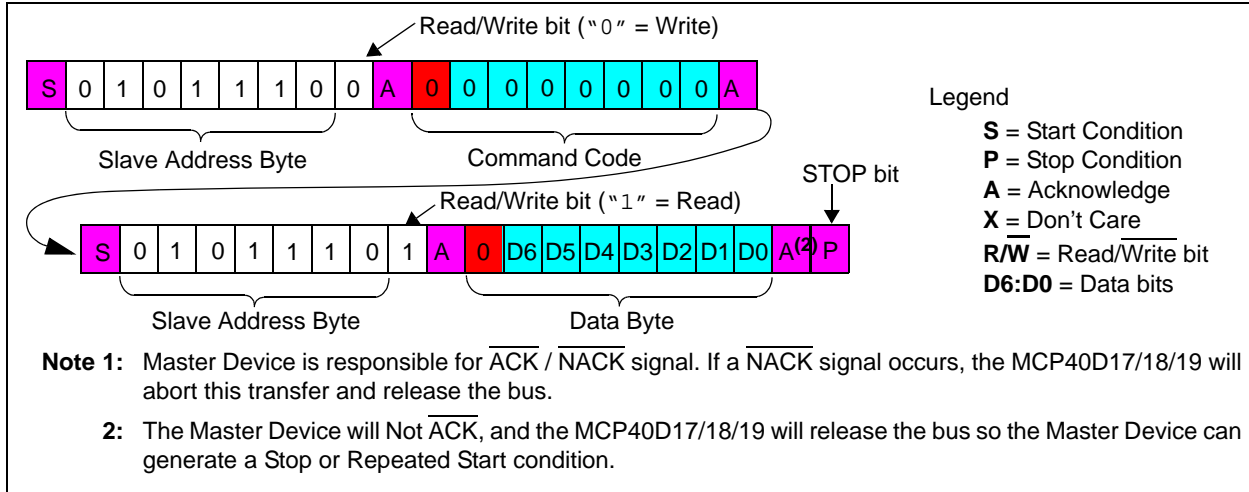 Read/Write bit ("0" = Write)
S 0 1 0 1 1 1 0 0 A 0 0 0 0 0 0 0 0 A
Slave Address Byte Command Code
STOP bit
Read/Write bit ("1" = Read)
S 0 1 0 1 1 1 0 1 A 0 D6 D5 D4 D3 D2 D1 D0 A(2) P
Slave Address Byte Data Byte
Legend
S = Start Condition
P = Stop Condition
A = Acknowledge
X = Don't Care
R/W̅ = Read/W̅r̅i̅t̅e̅ bit
D6:D0 = Data bits
Note 1: Master Device is responsible for A̅C̅K̅ / N̅A̅C̅K̅ signal. If a N̅A̅C̅K̅ signal occurs, the MCP40D17/18/19 will
abort this transfer and release the bus.
2: The Master Device will Not A̅C̅K̅, and the MCP40D17/18/19 will release the bus so the Master Device can
generate a Stop or Repeated Start condition.